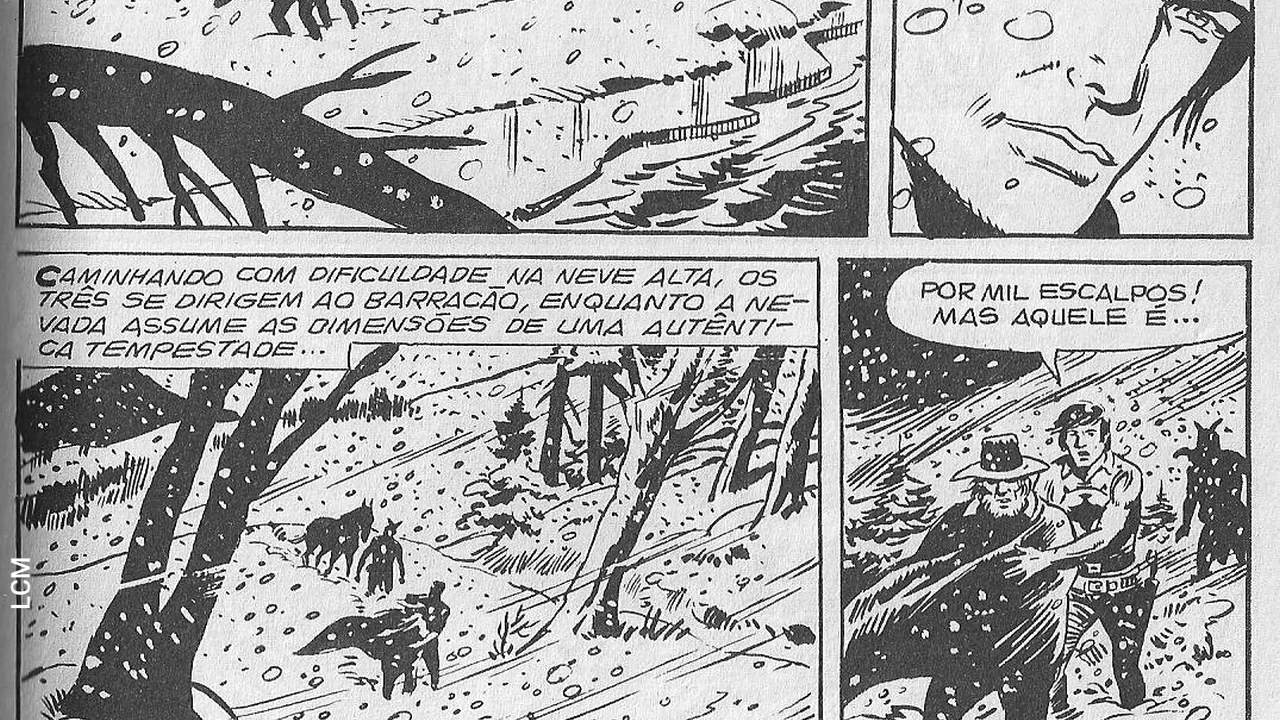 CAMINHANDO COM DIFICULDADE NA NEVE ALTA, OS
TRÊS SE DIRIGEM AO BARRACÃO, ENQUANTO A NE-
VADA ASSUME AS DIMENSÕES DE UMA AUTÊNTI-
CA TEMPESTADE...
POR MIL ESCALPOS!
MAS AQUELE É...
LCM